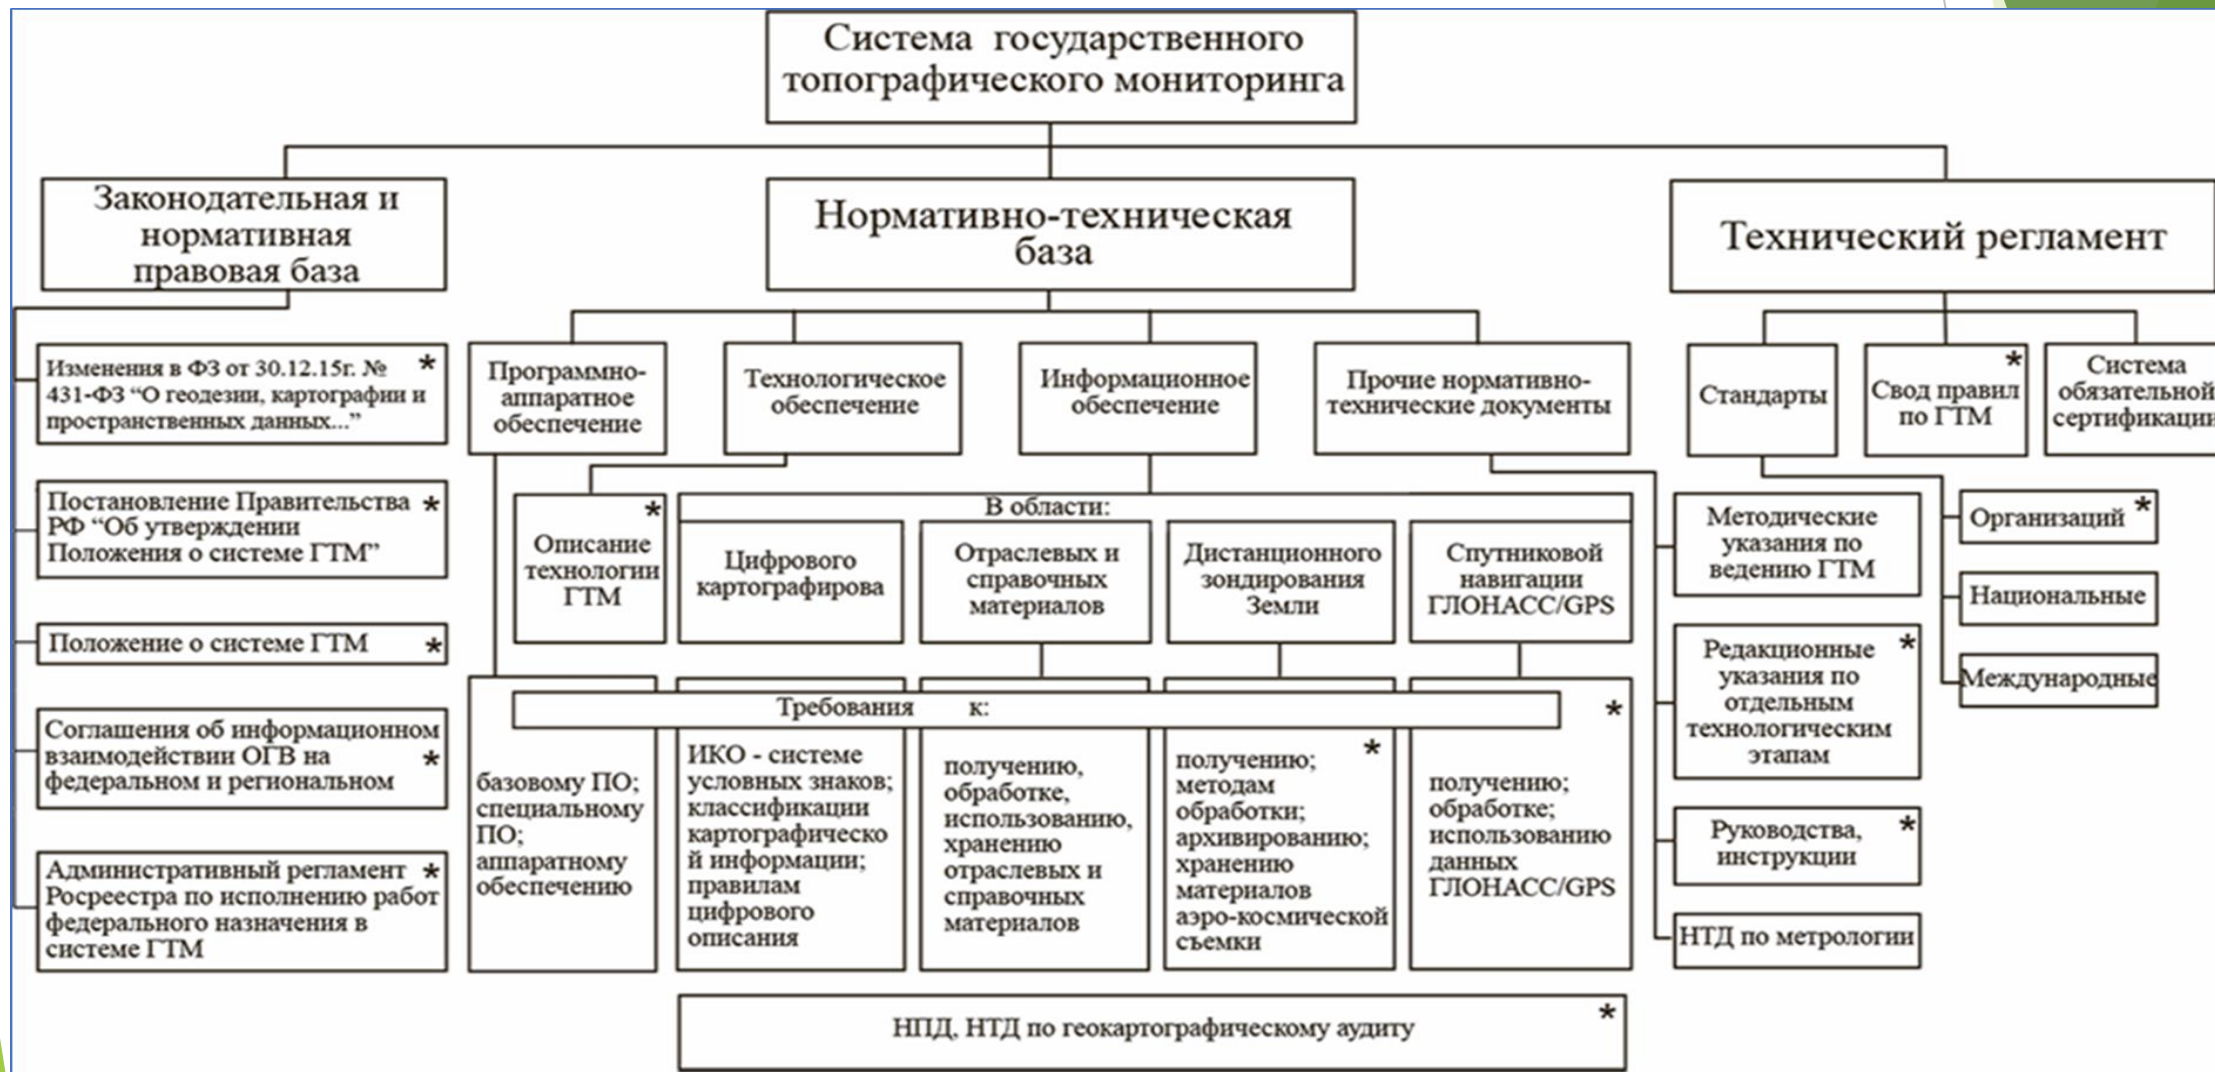 Система государственного
топографического мониторинга
Законодательная и
нормативная
правовая база
Нормативно-техническая
база
Технический регламент
Изменения в ФЗ от 30.12.15г. № *
431-ФЗ “О геодезии, картографии и
пространственных данных...”
Постановление Правительства *
РФ “Об утверждении
Положения о системе ГТМ”
Положение о системе ГТМ *
Соглашения об информационном
взаимодействии ОГВ на *
федеральном и региональном
Административный регламент *
Росреестра по исполнению работ
федерального назначения в
системе ГТМ
Программно-
аппаратное
обеспечение
Технологическое
обеспечение
Информационное
обеспечение
Прочие нормативно-
технические документы
Стандарты
*
Свод правил
по ГТМ
Система
обязательной
сертификации
*
Описание
технологии
ГТМ
В области:
Цифрового
картографирова
Отраслевых и
справочных
материалов
Дистанционного
зондирования
Земли
Спутниковой
навигации
ГЛОНАСС/GPS
Требования к:
базовому ПО;
специальному
ПО;
аппаратному
обеспечению
ИКО - системе
условных знаков;
классификации
картографическо
й информации;
правилам
цифрового
описания
получению,
обработке,
использованию,
хранению
отраслевых и
справочных
материалов
*
получению;
методам
обработки;
архивированию;
хранению
материалов
аэро-космической
съемки
*
получению;
обработке;
использованию
данных
ГЛОНАСС/GPS
Методические
указания по
ведению ГТМ
Редакционные *
указания по
отдельным
технологическим
этапам
Руководства, *
инструкции
НТД по метрологии
Организаций *
Национальные
Международные
НПД, НТД по геокартографическому аудиту *